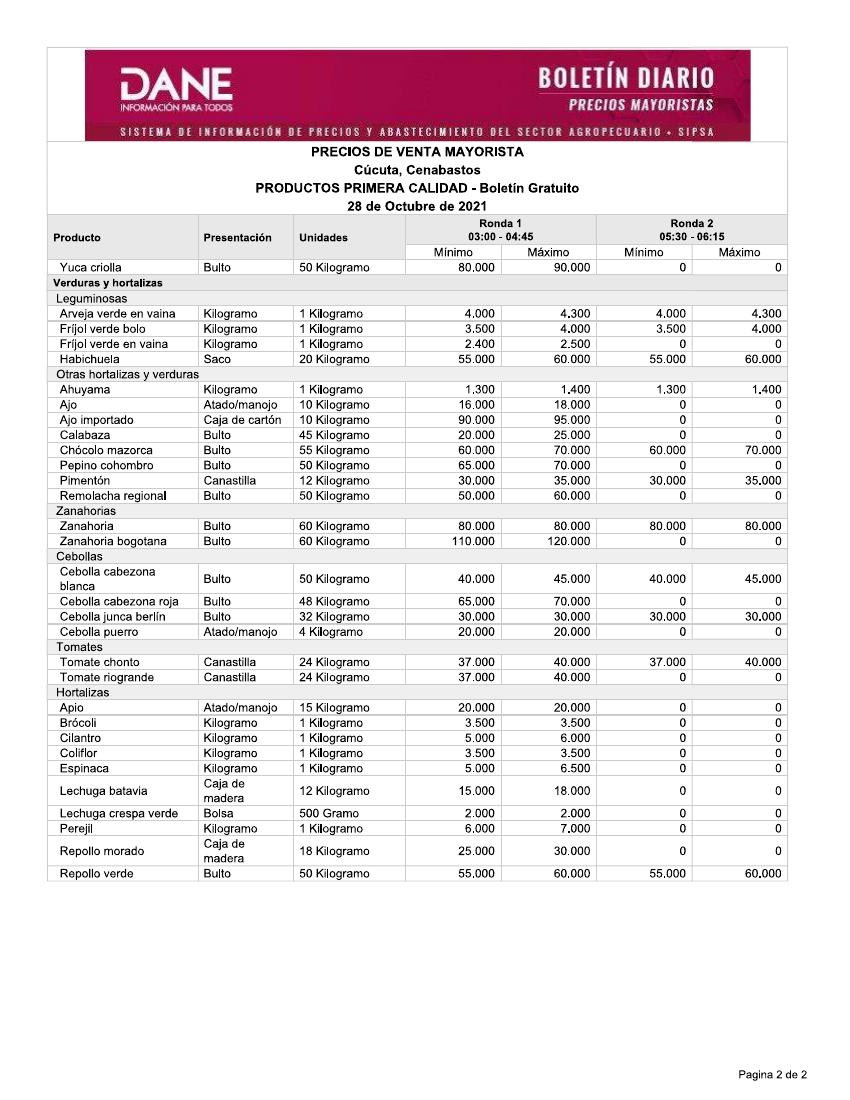 DANE
INFORMACIÓN PARA TODOS
BOLETÍN DIARIO
PRECIOS MAYORISTAS
SISTEMA DE INFORMACIÓN DE PRECIOS Y ABASTECIMIENTO DEL SECTOR AGROPECUARIO • SIPSA
PRECIOS DE VENTA MAYORISTA
Cúcuta, Cenabastos
PRODUCTOS PRIMERA CALIDAD - Boletín Gratuito
28 de Octubre de 2021
Producto Presentación Unidades Ronda 1 03:00 - 04:45 Ronda 2 05:30 - 06:15
Mínimo Máximo Mínimo Máximo
Yuca criolla Bulto 50 Kilogramo 80.000 90.000 0 0
Verduras y hortalizas
Leguminosas
Arveja verde en vaina Kilogramo 1 Kilogramo 4.000 4.300 4.000 4.300
Fríjol verde bolo Kilogramo 1 Kilogramo 3.500 4.000 3.500 4.000
Fríjol verde en vaina Kilogramo 1 Kilogramo 2.400 2.500 0 0
Habichuela Saco 20 Kilogramo 55.000 60.000 55.000 60.000
Otras hortalizas y verduras
Ahuyama Kilogramo 1 Kilogramo 1.300 1.400 1.300 1.400
Ajo Atado/manojo 10 Kilogramo 16.000 18.000 0 0
Ajo importado Caja de cartón 10 Kilogramo 90.000 95.000 0 0
Calabaza Bulto 45 Kilogramo 20.000 25.000 0 0
Chócolo mazorca Bulto 55 Kilogramo 60.000 70.000 60.000 70.000
Pepino cohombro Bulto 50 Kilogramo 65.000 70.000 0 0
Pimentón Canastilla 12 Kilogramo 30.000 35.000 30.000 35.000
Remolacha regional Bulto 50 Kilogramo 50.000 60.000 0 0
Zanahorias
Zanahoria Bulto 60 Kilogramo 80.000 80.000 80.000 80.000
Zanahoria bogotana Bulto 60 Kilogramo 110.000 120.000 0 0
Cebollas
Cebolla cabezona blanca Bulto 50 Kilogramo 40.000 45.000 40.000 45.000
Cebolla cabezona roja Bulto 48 Kilogramo 65.000 70.000 0 0
Cebolla junca berlín Bulto 32 Kilogramo 30.000 30.000 30.000 30.000
Cebolla puerro Atado/manojo 4 Kilogramo 20.000 20.000 0 0
Tomates
Tomate chonto Canastilla 24 Kilogramo 37.000 40.000 37.000 40.000
Tomate riogrande Canastilla 24 Kilogramo 37.000 40.000 0 0
Hortalizas
Apio Atado/manojo 15 Kilogramo 20.000 20.000 0 0
Brócoli Kilogramo 1 Kilogramo 3.500 3.500 0 0
Cilantro Kilogramo 1 Kilogramo 5.000 6.000 0 0
Coliflor Kilogramo 1 Kilogramo 3.500 3.500 0 0
Espinaca Kilogramo 1 Kilogramo 5.000 6.500 0 0
Lechuga batavia Caja de madera 12 Kilogramo 15.000 18.000 0 0
Lechuga crespa verde Bolsa 500 Gramo 2.000 2.000 0 0
Perejil Kilogramo 1 Kilogramo 6.000 7.000 0 0
Repollo morado Caja de madera 18 Kilogramo 25.000 30.000 0 0
Repollo verde Bulto 50 Kilogramo 55.000 60.000 55.000 60.000
Pagina 2 de 2